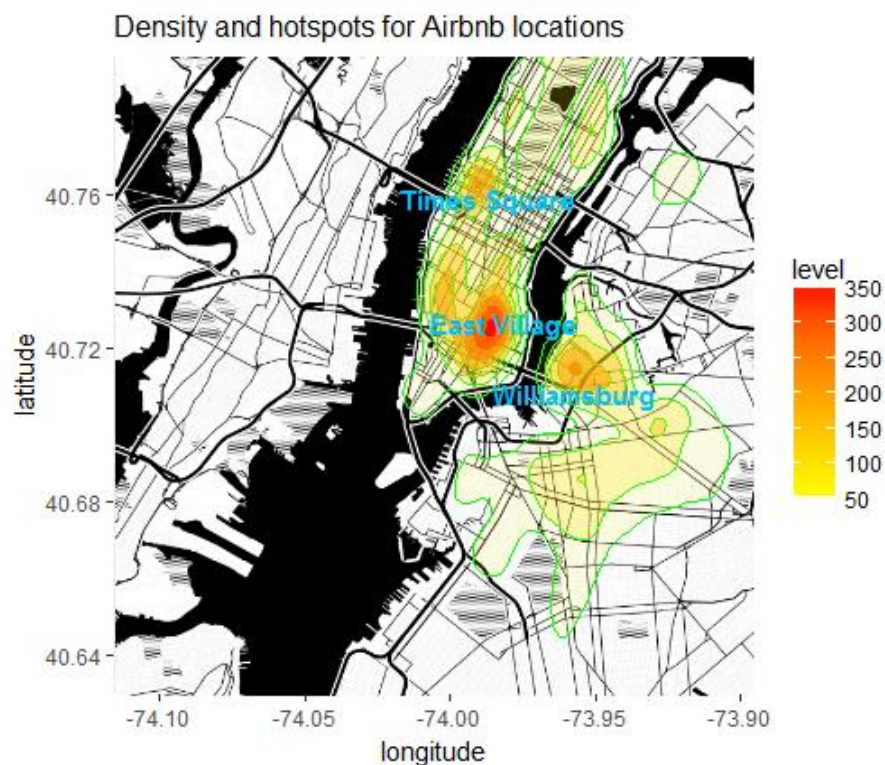 Density and hotspots for Airbnb locations
40.76
40.72
40.68
40.64
latitude
Times Square
East Village
Williamsburg
level
350
300
250
200
150
100
50
-74.10
-74.05
-74.00
-73.95
-73.90
longitude